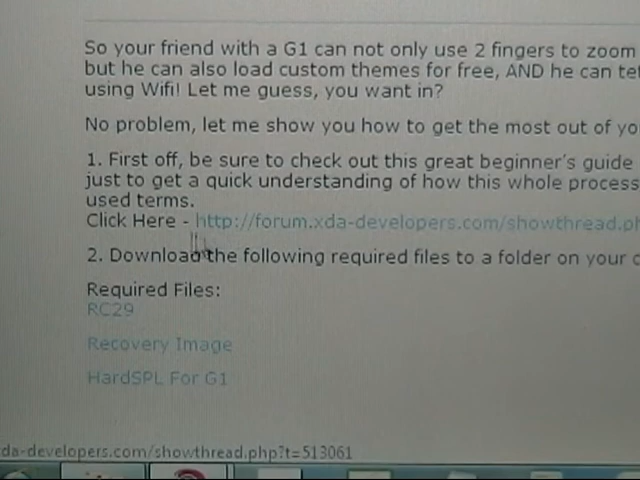 So your friend with a G1 can not only use 2 fingers to zoom
but he can also load custom themes for free, AND he can te
using Wifi! Let me guess, you want in?
No problem, let me show you how to get the most out of yo
1. First off, be sure to check out this great beginner's guide
just to get a quick understanding of how this whole process
used terms.
Click Here - http://forum.xda-developers.com/showthread.ph
2. Download the following required files to a folder on your c
Required Files:
RC29
Recovery Image
HardSPL For G1
da-developers.com/showthread.php?t=513061